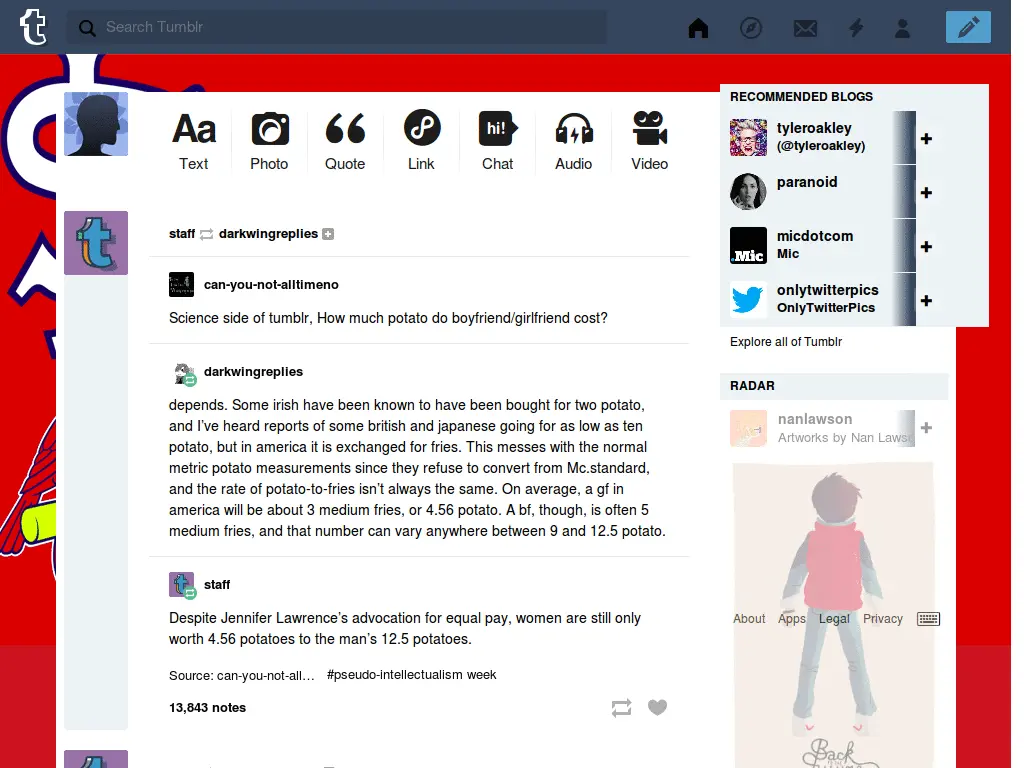 Search Tumblr
Aa
hi!
Text
Photo
Quote
Link
Chat
Audio
Video
staff darkwingreplies
can-you-not-alltimeno
Science side of tumblr, How much potato do boyfriend/girlfriend cost?
darkwingreplies
depends. Some irish have been known to have been bought for two potato,
and I've heard reports of some british and japanese going for as low as ten
potato, but in america it is exchanged for fries. This messes with the normal
metric potato measurements since they refuse to convert from Mc.standard,
and the rate of potato-to-fries isn't always the same. On average, a gf in
america will be about 3 medium fries, or 4.56 potato. A bf, though, is often 5
medium fries, and that number can vary anywhere between 9 and 12.5 potato.
staff
Despite Jennifer Lawrence's advocation for equal pay, women are still only
worth 4.56 potatoes to the man's 12.5 potatoes.
Source: can-you-not-all… #pseudo-intellectualism week
13,843 notes
RECOMMENDED BLOGS
tyleroakley
(@tyleroakley)
paranoid
.Mic
micdotcom
Mic
onlytwitterpics
OnlyTwitterPics
Explore all of Tumblr
RADAR
nanlawson
Artworks by Nan Lawso
About Apps Legal Privacy
Back